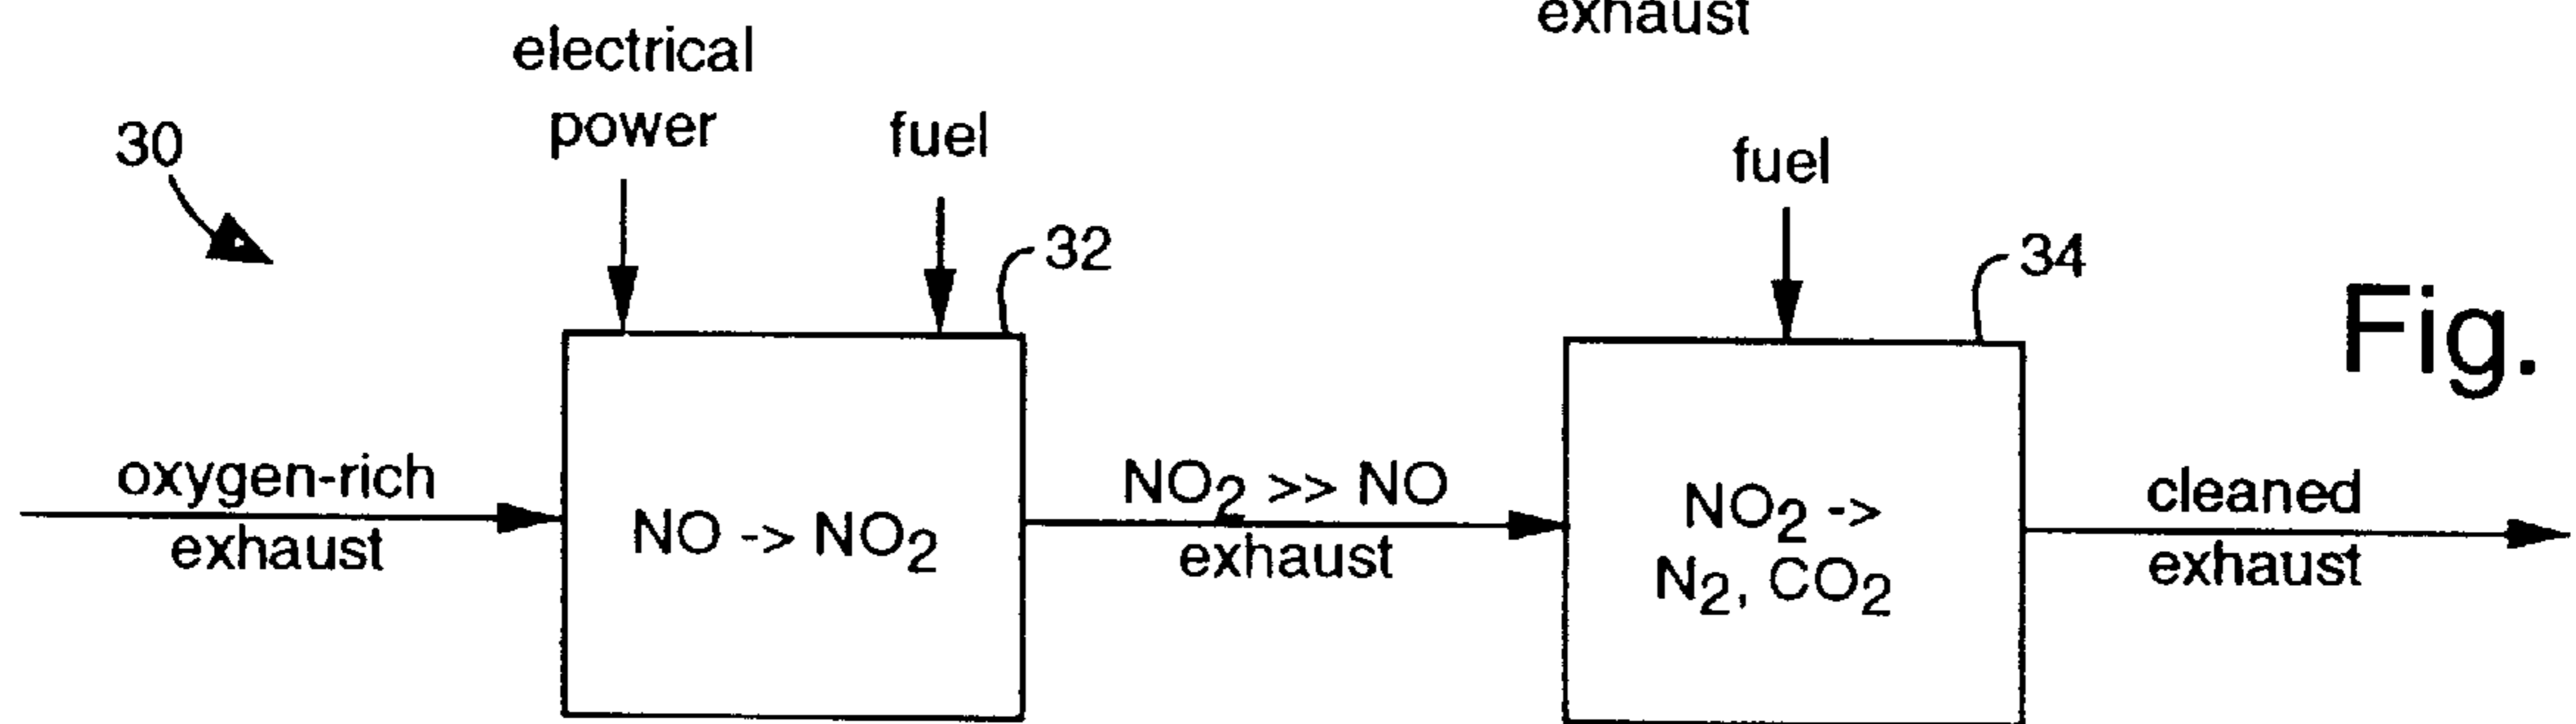 exhaust
electrical
power
fuel
30
fuel
32
34
Fig.
oxygen-rich
exhaust
NO -> NO2
NO2 >> NO
exhaust
NO2 ->
N2, CO2
cleaned
exhaust